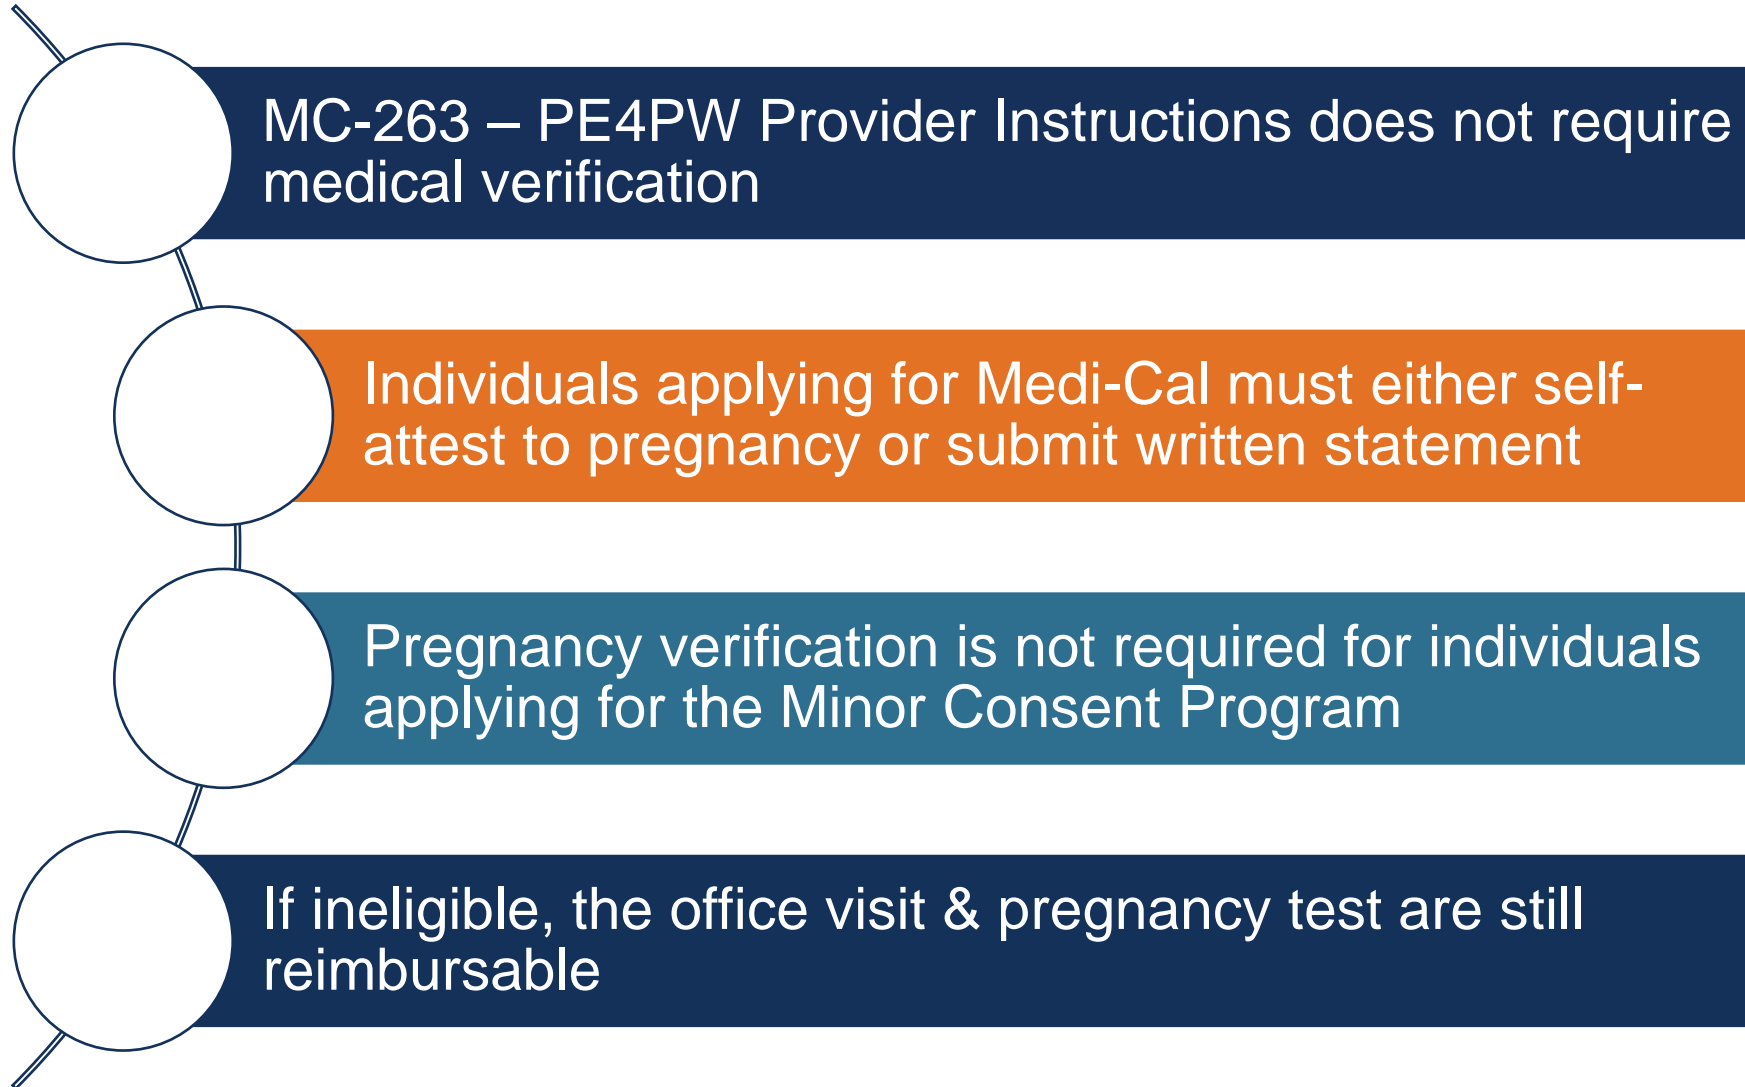 MC-263 – PE4PW Provider Instructions does not require
medical verification
Individuals applying for Medi-Cal must either self-
attest to pregnancy or submit written statement
Pregnancy verification is not required for individuals
applying for the Minor Consent Program
If ineligible, the office visit & pregnancy test are still
reimbursable